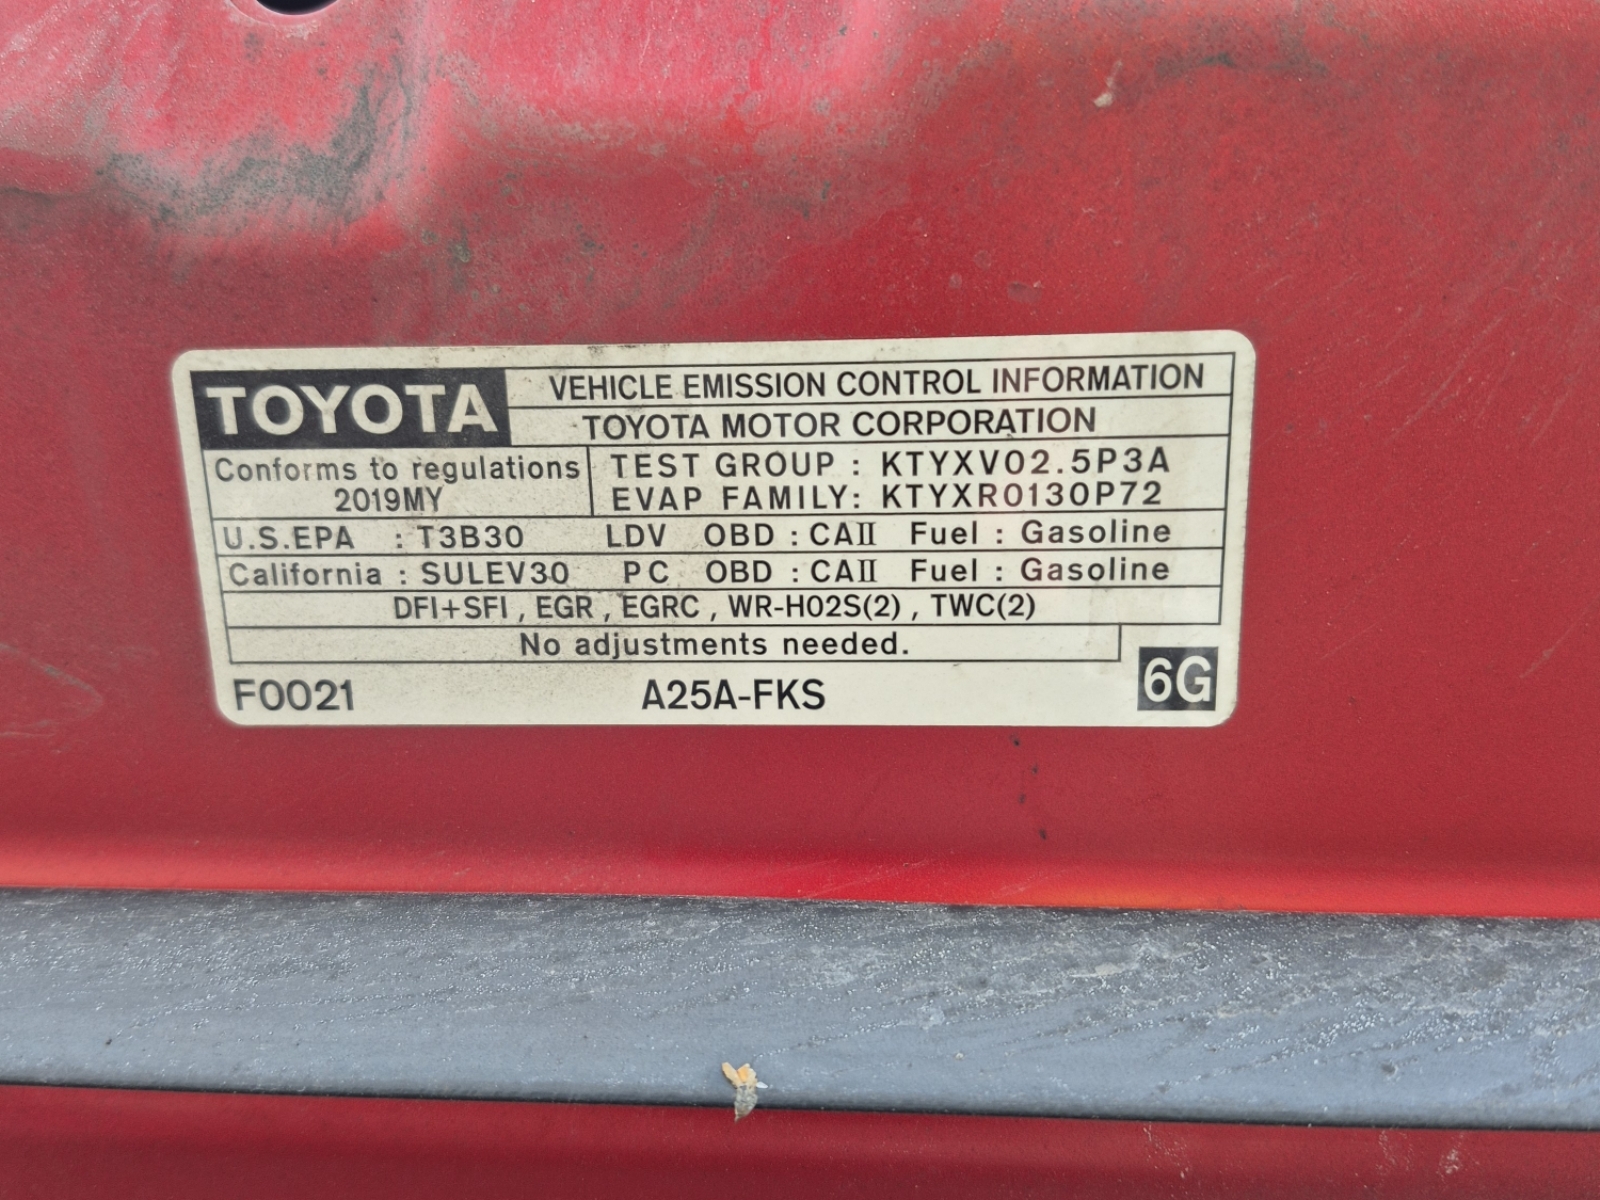 TOYOTA VEHICLE EMISSION CONTROL INFORMATION
TOYOTA MOTOR CORPORATION
Conforms to regulations
2019MY
TEST GROUP : KTYXV02.5P3A
EVAP FAMILY: KTYXR0130P72
U.S.EPA : T3B30 LDV OBD : CAII Fuel : Gasoline
California : SULEV30 PC OBD : CAII Fuel : Gasoline
DFI+SFI , EGR , EGRC , WR-HO2S(2) , TWC(2)
No adjustments needed.
F0021 A25A-FKS 6G